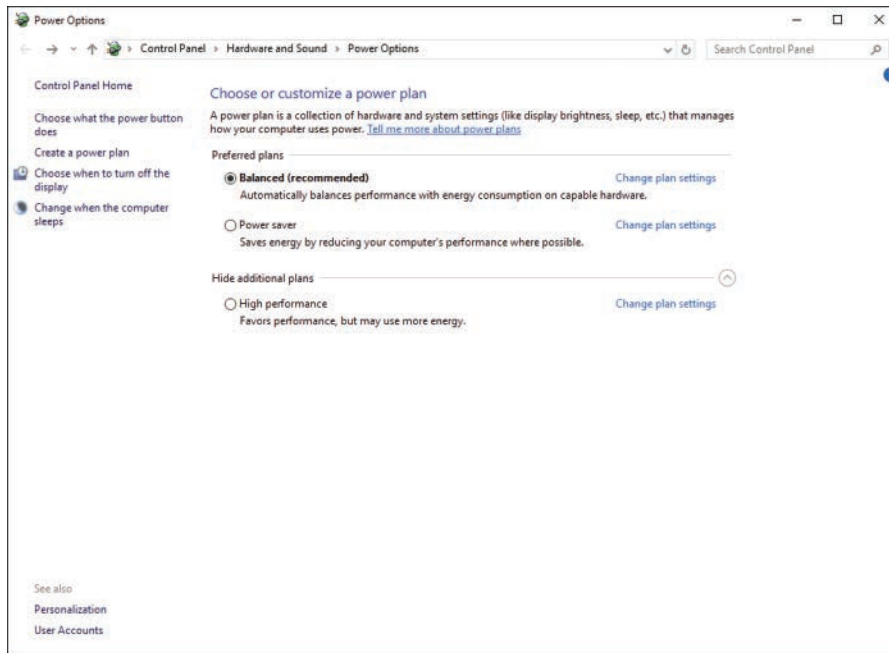 Power Options
Control Panel > Hardware and Sound > Power Options
Search Control Panel
Control Panel Home
Choose what the power button
does
Create a power plan
Choose when to turn off the
display
Change when the computer
sleeps
Choose or customize a power plan
A power plan is a collection of hardware and system settings (like display brightness, sleep, etc.) that manages
how your computer uses power. Tell me more about power plans
Preferred plans
Balanced (recommended) Change plan settings
Automatically balances performance with energy consumption on capable hardware.
Power saver Change plan settings
Saves energy by reducing your computer's performance where possible.
Hide additional plans
High performance Change plan settings
Favors performance, but may use more energy.
See also
Personalization
User Accounts